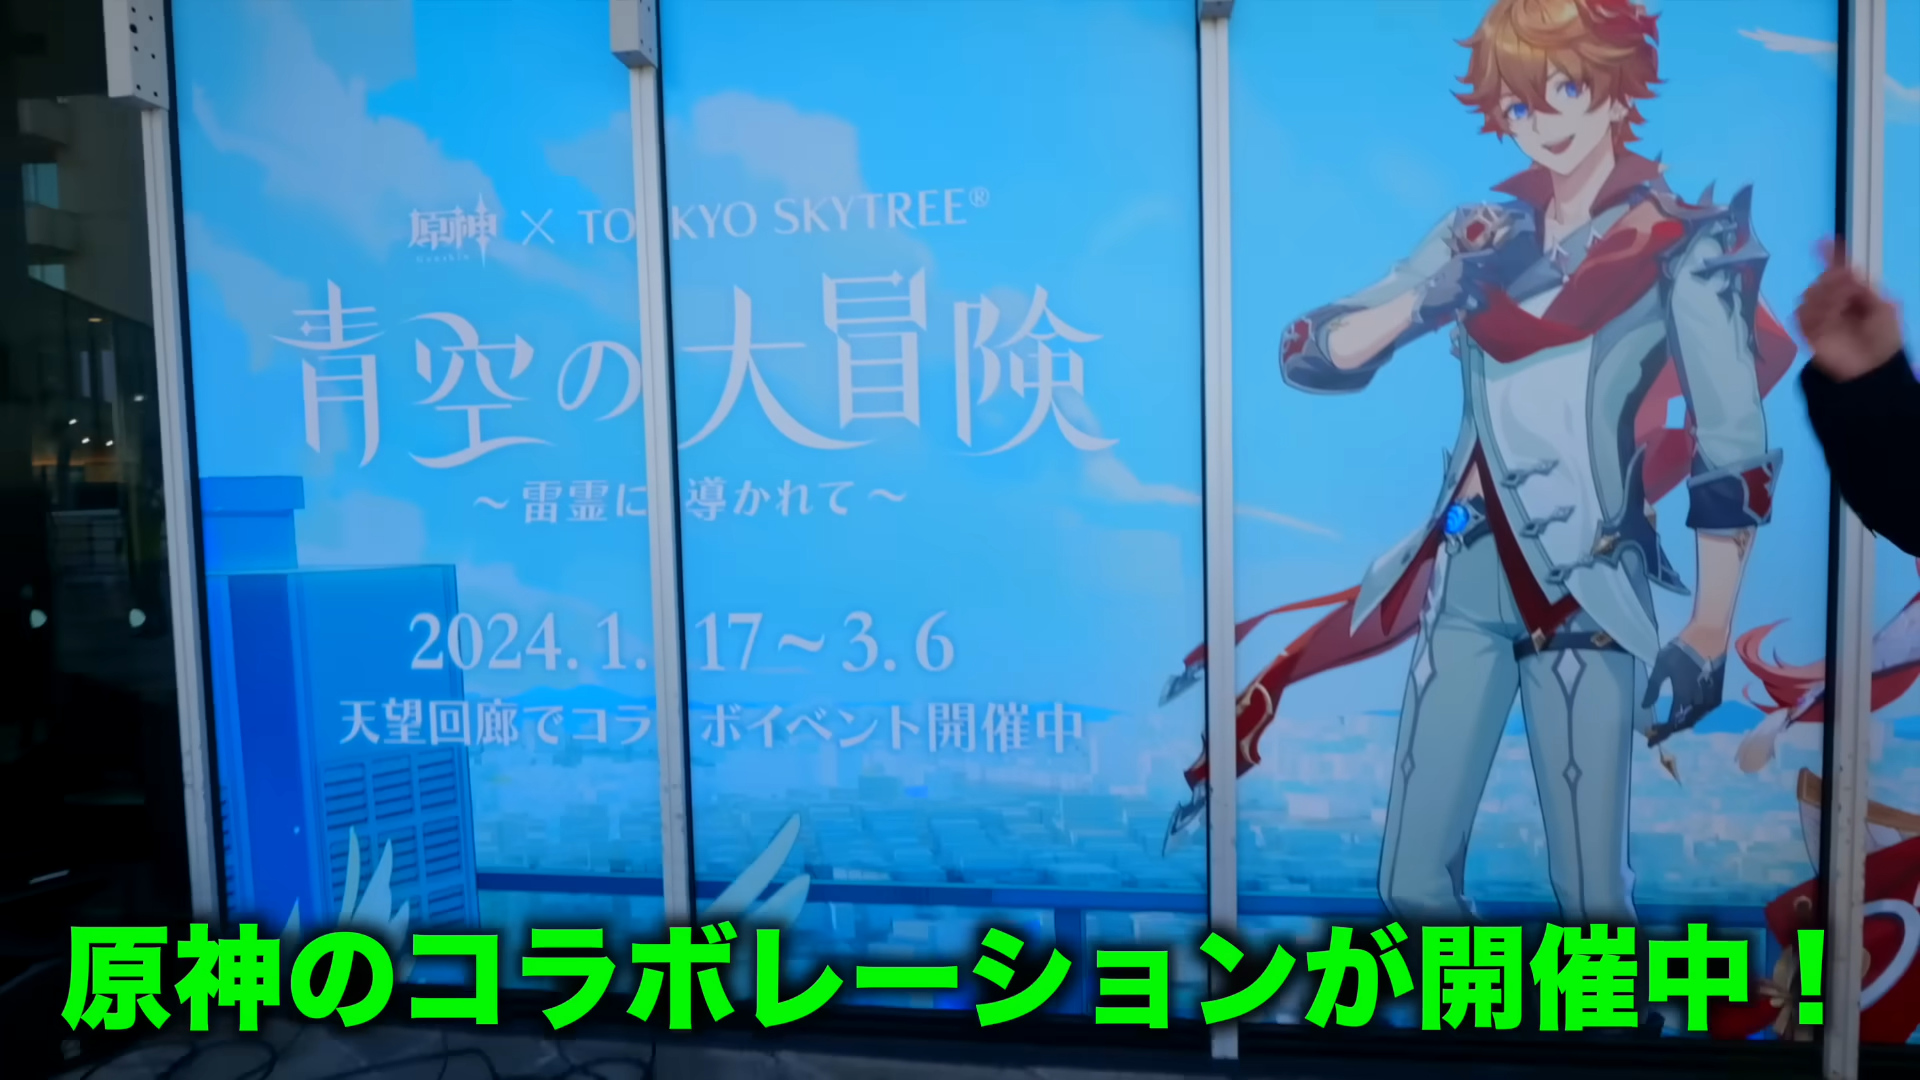 原神 × TOKYO SKYTREE®
青空の大冒険
～雷霊に導かれて～
2024.1.17～3.6
天望回廊でコラボイベント開催中
原神のコラボレーションが開催中！